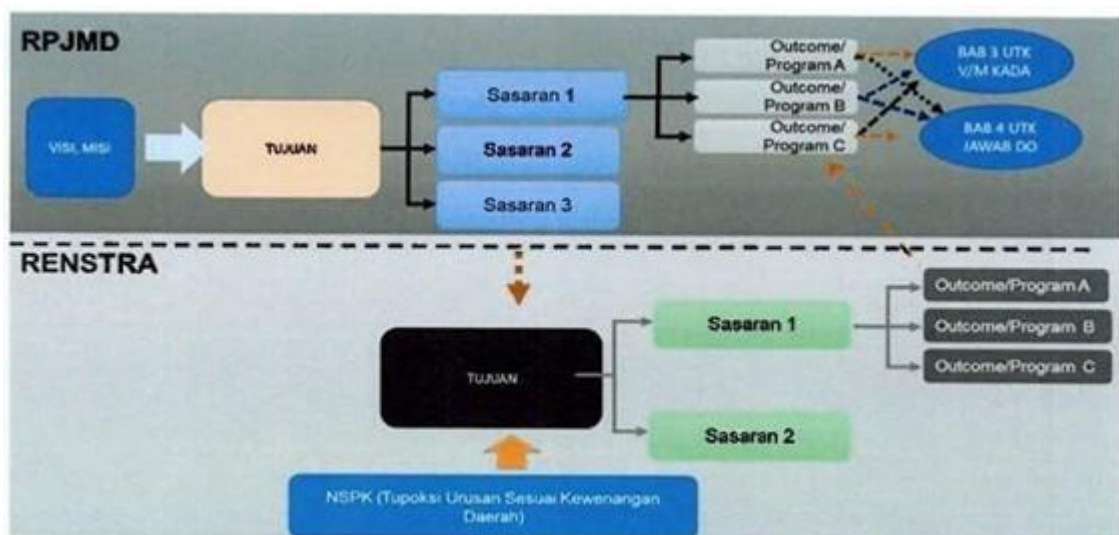 RPJMD
VISI, MISI
TUJUAN
Sasaran 1
Sasaran 2
Sasaran 3
Outcome/
Program A
Outcome/
Program B
Outcome/
Program C
BAB 3 UTK
V/M KADA
BAB 4 UTK
JAWAB DO
RENSTRA
TUJUAN
Sasaran 1
Sasaran 2
Outcome/Program A
Outcome/Program B
Outcome/Program C
NSPK (Tupoksi Urusan Sesuai Kewenangan
Daerah)